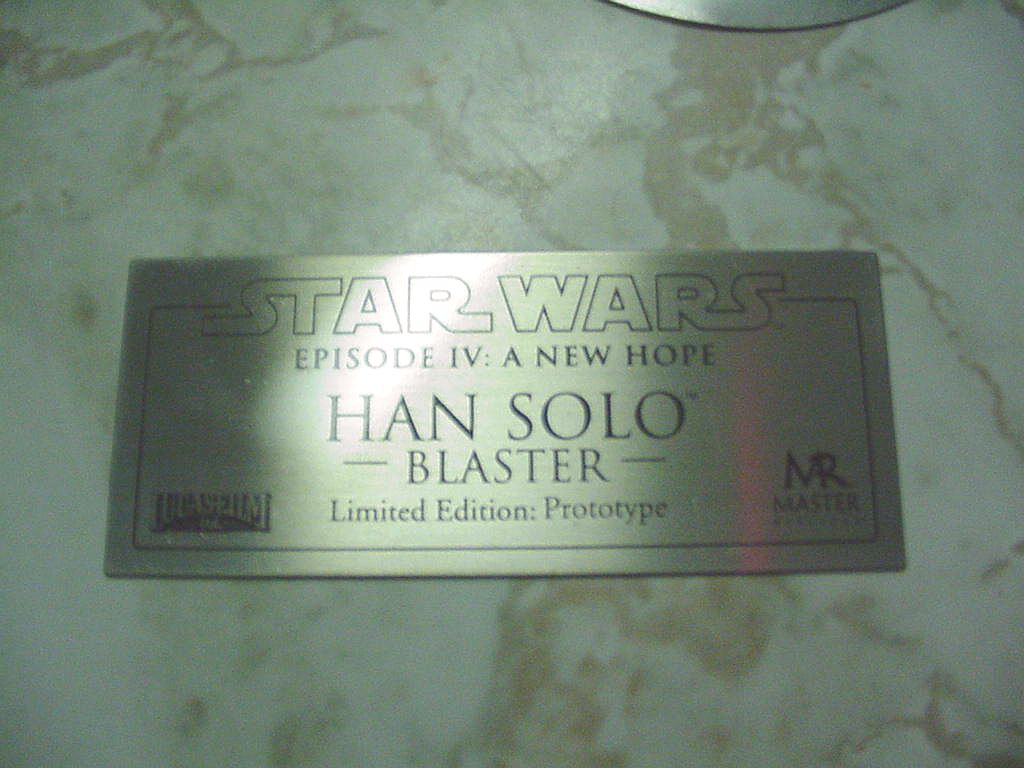 STAR WARS
EPISODE IV: A NEW HOPE
HAN SOLO™
BLASTER
Limited Edition: Prototype
MR
MASTER